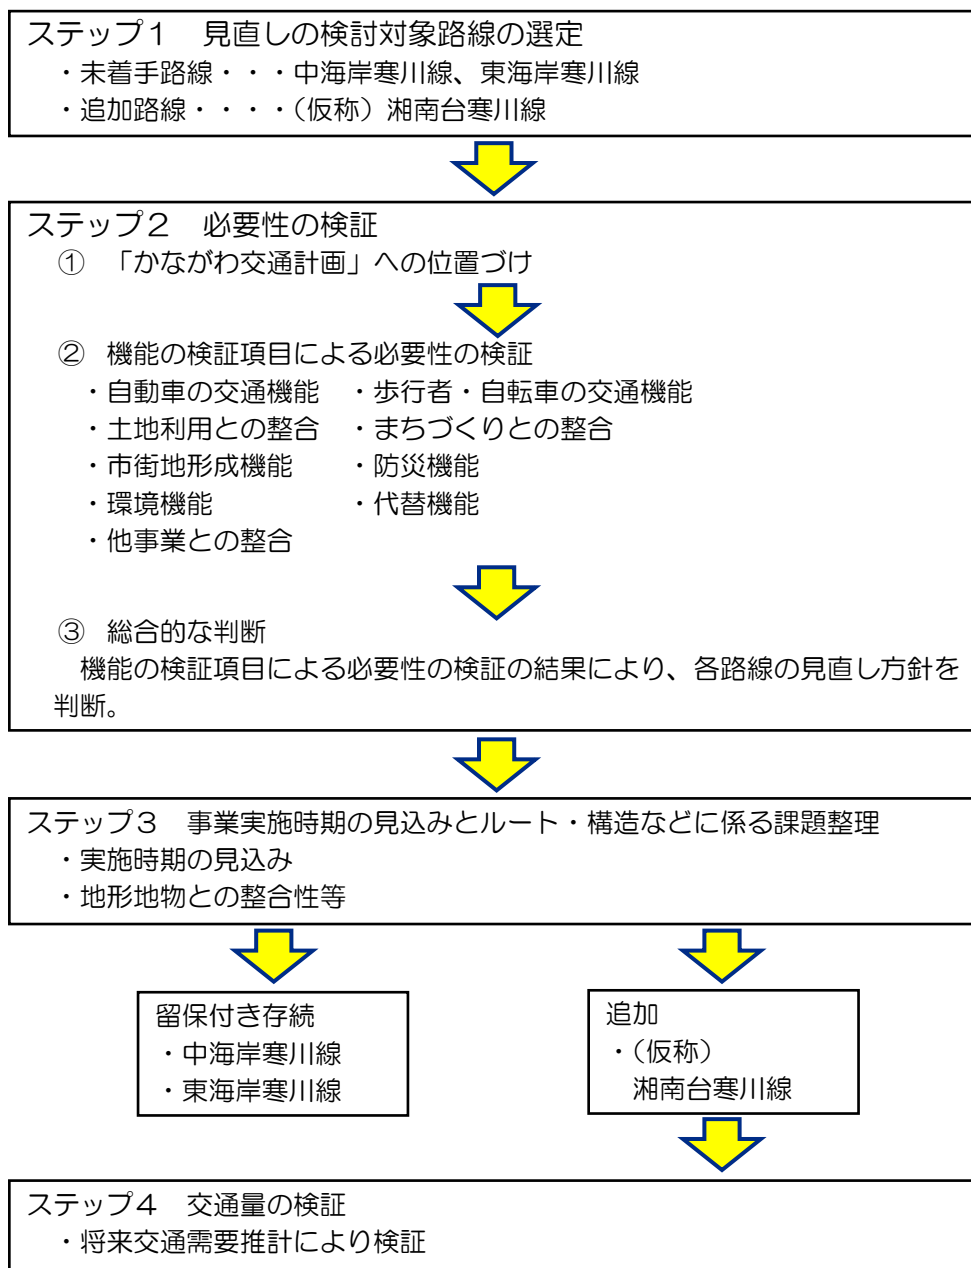 ステップ１　見直しの検討対象路線の選定
・未着手路線・・・中海岸寒川線、東海岸寒川線
・追加路線・・・・（仮称）湘南台寒川線
ステップ２　必要性の検証
①　「かながわ交通計画」への位置づけ
②　機能の検証項目による必要性の検証
・自動車の交通機能　・歩行者・自転車の交通機能
・土地利用との整合　・まちづくりとの整合
・市街地形成機能　　・防災機能
・環境機能　　　　　・代替機能
・他事業との整合
③　総合的な判断
機能の検証項目による必要性の検証の結果により、各路線の見直し方針を
判断。
ステップ３　事業実施時期の見込みとルート・構造などに係る課題整理
・実施時期の見込み
・地形地物との整合性等
留保付き存続
・中海岸寒川線
・東海岸寒川線
追加
・（仮称）
湘南台寒川線
ステップ４　交通量の検証
・将来交通需要推計により検証